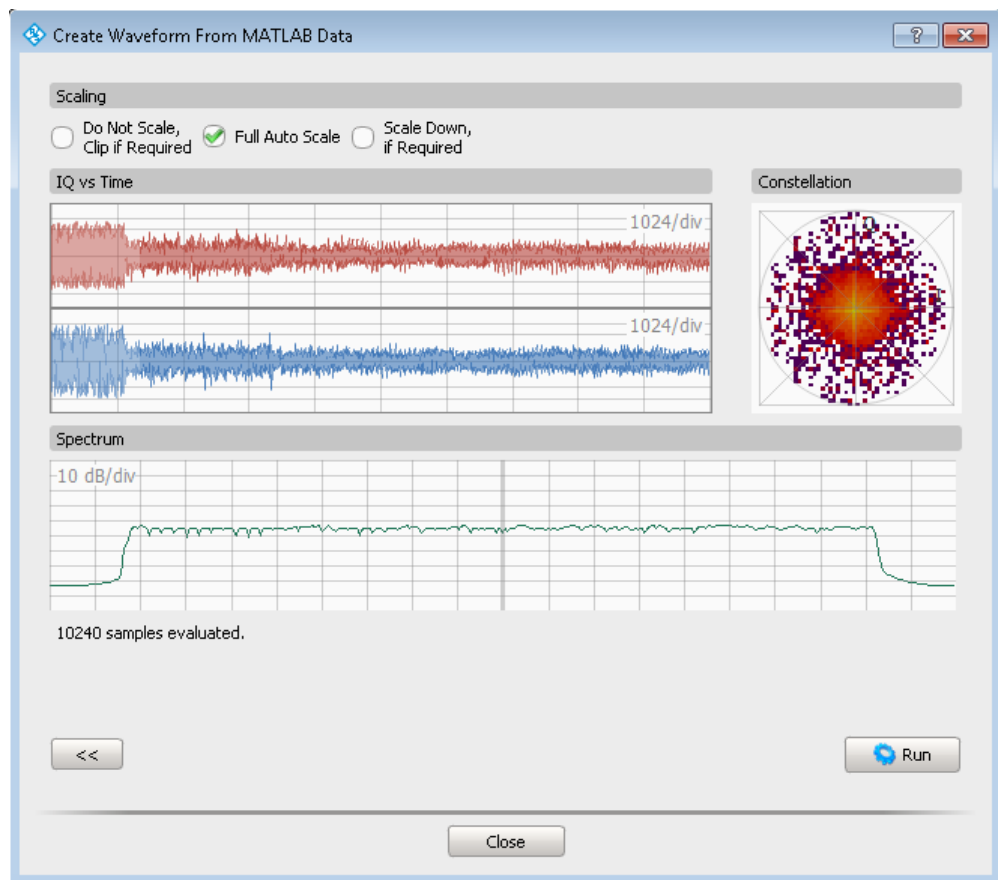 Create Waveform From MATLAB Data
Scaling
Do Not Scale,
Clip if Required
Full Auto Scale
Scale Down,
if Required
IQ vs Time
Constellation
1024/div
1024/div
Spectrum
10 dB/div
10240 samples evaluated.
<<
Run
Close